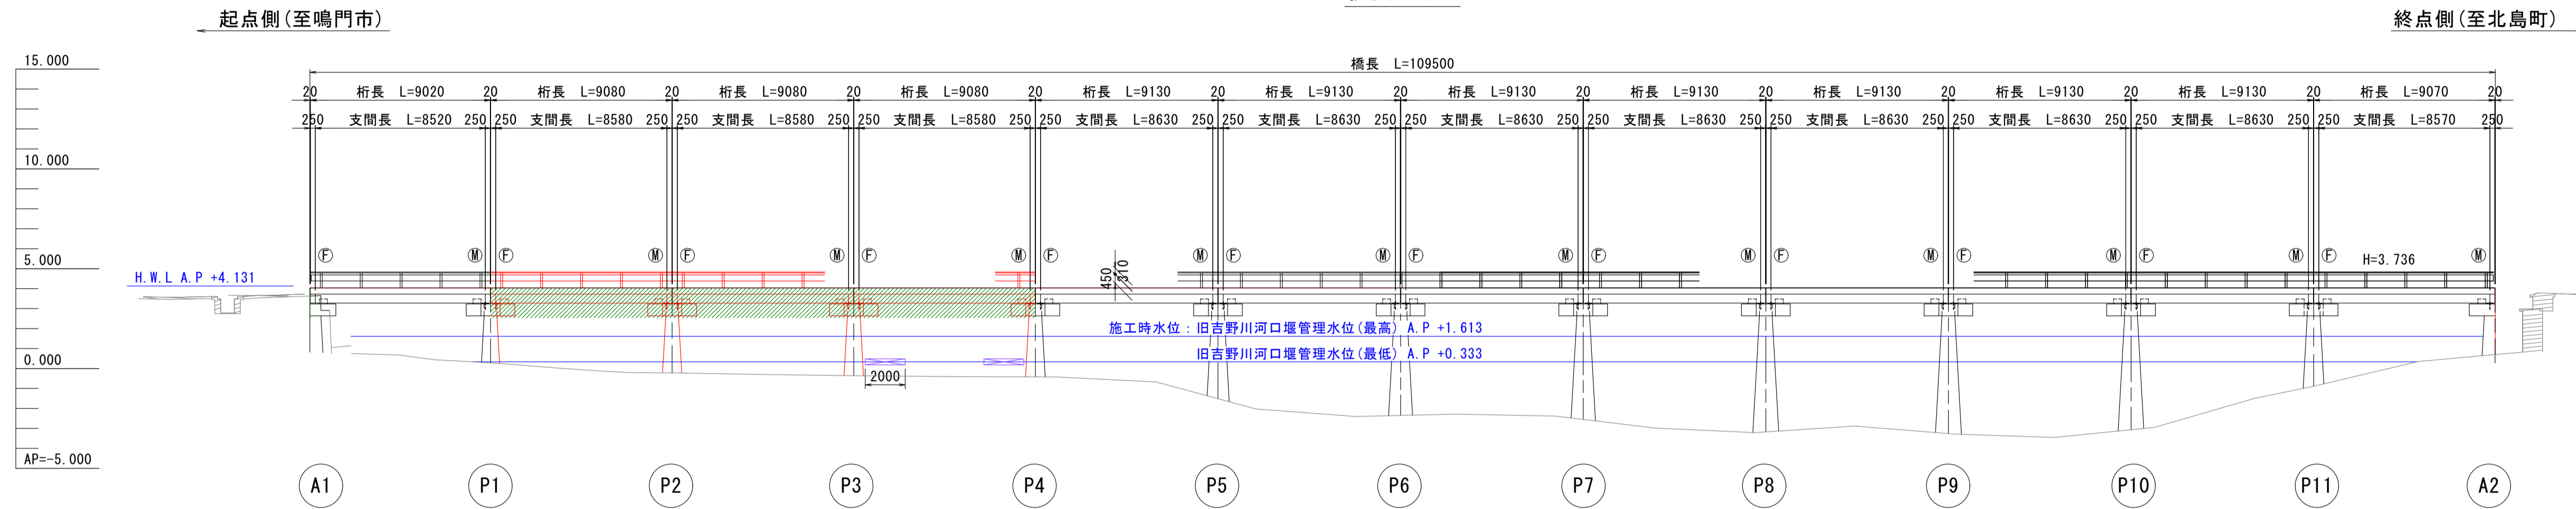 起点側(至鳴門市)
終点側(至北島町)
15.000
橋長 L=109500
20 桁長 L=9020 20 桁長 L=9080 20 桁長 L=9080 20 桁長 L=9080 20 桁長 L=9130 20 桁長 L=9130 20 桁長 L=9130 20 桁長 L=9130 20 桁長 L=9130 20 桁長 L=9130 20 桁長 L=9130 20 桁長 L=9070 20
250 支間長 L=8520 250 250 支間長 L=8580 250 250 支間長 L=8580 250 250 支間長 L=8580 250 250 支間長 L=8630 250 250 支間長 L=8630 250 250 支間長 L=8630 250 250 支間長 L=8630 250 250 支間長 L=8630 250 250 支間長 L=8630 250 250 支間長 L=8630 250 250 支間長 L=8570 250
10.000
F M F M F M F M F M F M F M F M F M F M F M F M
H=3.736
5.000
H.W.L A.P +4.131
450 310
施工時水位:旧吉野川河口堰管理水位(最高) A.P +1.613
旧吉野川河口堰管理水位(最低) A.P +0.333
0.000
2000
AP=-5.000
A1 P1 P2 P3 P4 P5 P6 P7 P8 P9 P10 P11 A2